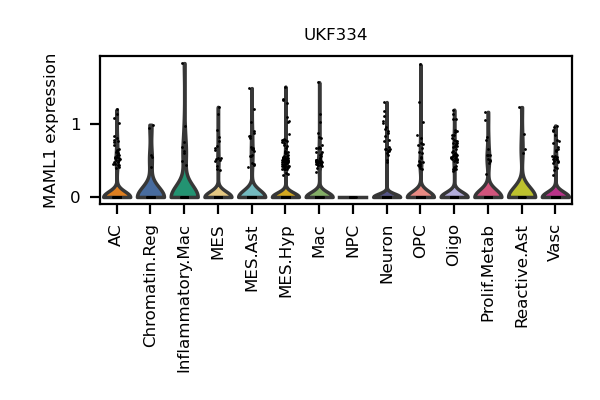 UKF334
MAML1 expression
1
0
AC
Chromatin.Reg
Inflammatory.Mac
MES
MES.Ast
MES.Hyp
Mac
NPC
Neuron
OPC
Oligo
Prolif.Metab
Reactive.Ast
Vasc